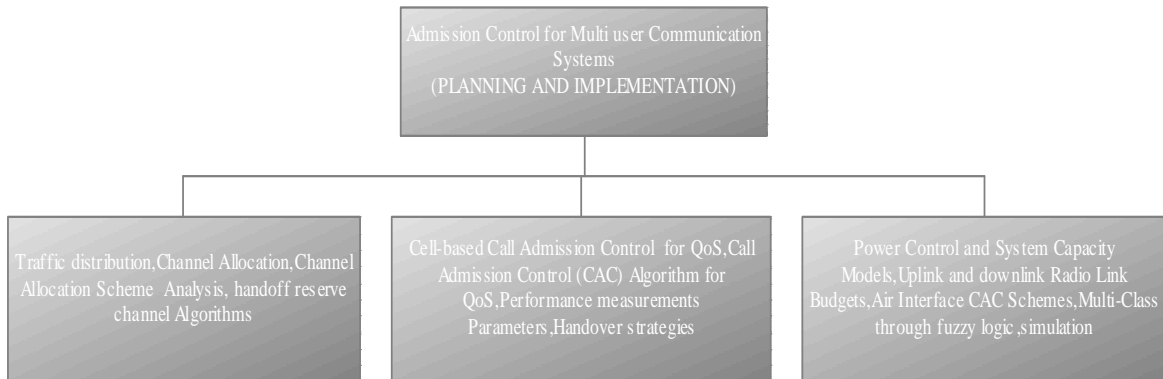 Admission Control for Multi user Communication
Systems
(PLANNING AND IMPLEMENTATION)
Traffic distribution,Channel Allocation,Channel
Allocation Scheme Analysis, handoff reserve
channel Algorithms
Cell-based Call Admission Control for QoS,Call
Admission Control (CAC) Algorithm for
QoS,Performance measurements
Parameters,Handover strategies
Power Control and System Capacity
Models,Uplink and downlink Radio Link
Budgets,Air Interface CAC Schemes,Multi-Class
through fuzzy logic ,simulation